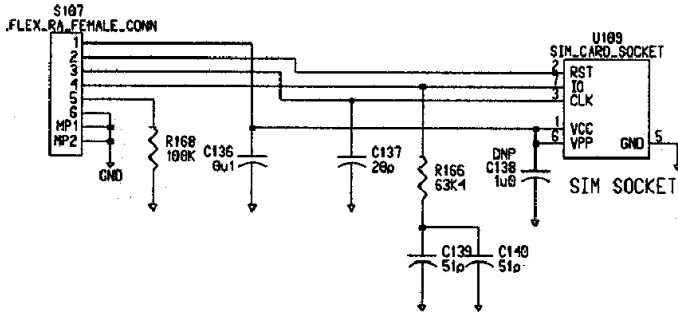 S107
.FLEX_RA_FEMALE_CONN
1
2
3
4
5
6
MP1
MP2
GND
R168
100K
C136
0u1
C137
20p
R166
63K4
C139
51p
C140
51p
DNP
C138
1u0
U109
SIM_CARD_SOCKET
2 RST
7 IO
3 CLK
1 VCC
6 VPP
GND 5
SIM SOCKET